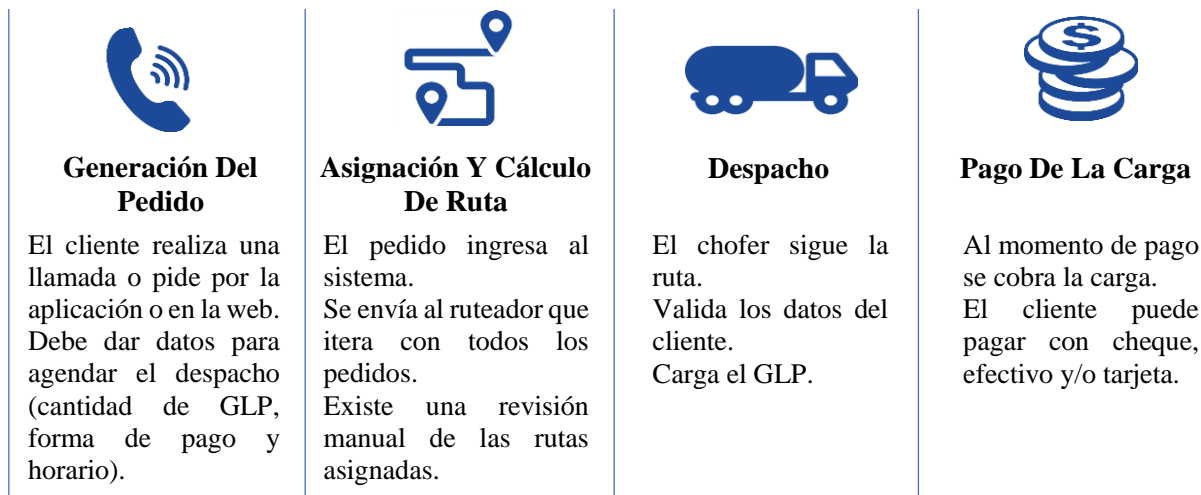 Generación Del
Pedido
El cliente realiza una
llamada o pide por la
aplicación o en la web.
Debe dar datos para
agendar el despacho
(cantidad de GLP,
forma de pago y
horario).
Asignación Y Cálculo
De Ruta
El pedido ingresa al
sistema.
Se envía al ruteador que
itera con todos los
pedidos.
Existe una revisión
manual de las rutas
asignadas.
Despacho
El chofer sigue la
ruta.
Valida los datos del
cliente.
Carga el GLP.
$
Pago De La Carga
Al momento de pago
se cobra la carga.
El cliente puede
pagar con cheque,
efectivo y/o tarjeta.